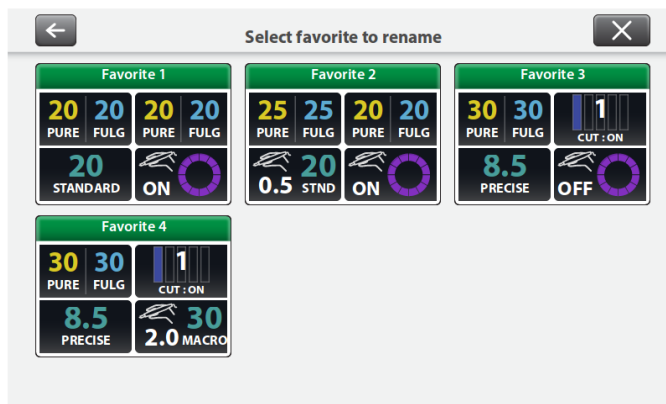 Select favorite to rename
Favorite 1
20 20 20 20
PURE FULG PURE FULG
20
STANDARD
ON
Favorite 2
25 25 20 20
PURE FULG PURE FULG
0.5 20
STND
ON
Favorite 3
30 30
PURE FULG
1
CUT : ON
8.5
PRECISE
OFF
Favorite 4
30 30
PURE FULG
1
CUT : ON
8.5
PRECISE
2.0 30
MACRO